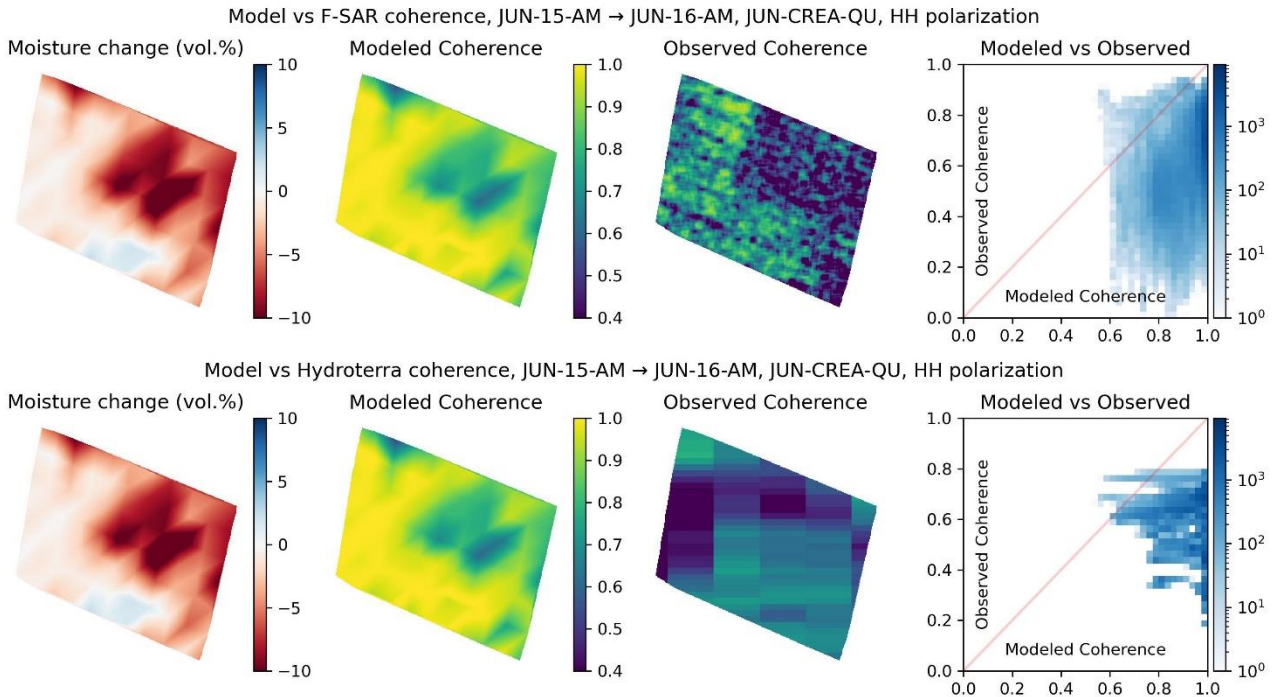 Model vs F-SAR coherence, JUN-15-AM → JUN-16-AM, JUN-CREA-QU, HH polarization
Moisture change (vol.%)
10
5
0
−5
−10
Modeled Coherence
1.0
0.9
0.8
0.7
0.6
0.5
0.4
Observed Coherence
Modeled vs Observed
1.0
0.8
0.6
0.4
0.2
0.0
Observed Coherence
Modeled Coherence
0.0 0.2 0.4 0.6 0.8 1.0
10³
10²
10¹
10⁰
Model vs Hydroterra coherence, JUN-15-AM → JUN-16-AM, JUN-CREA-QU, HH polarization
Moisture change (vol.%)
10
5
0
−5
−10
Modeled Coherence
1.0
0.9
0.8
0.7
0.6
0.5
0.4
Observed Coherence
Modeled vs Observed
1.0
0.8
0.6
0.4
0.2
0.0
Observed Coherence
Modeled Coherence
0.0 0.2 0.4 0.6 0.8 1.0
10³
10²
10¹
10⁰